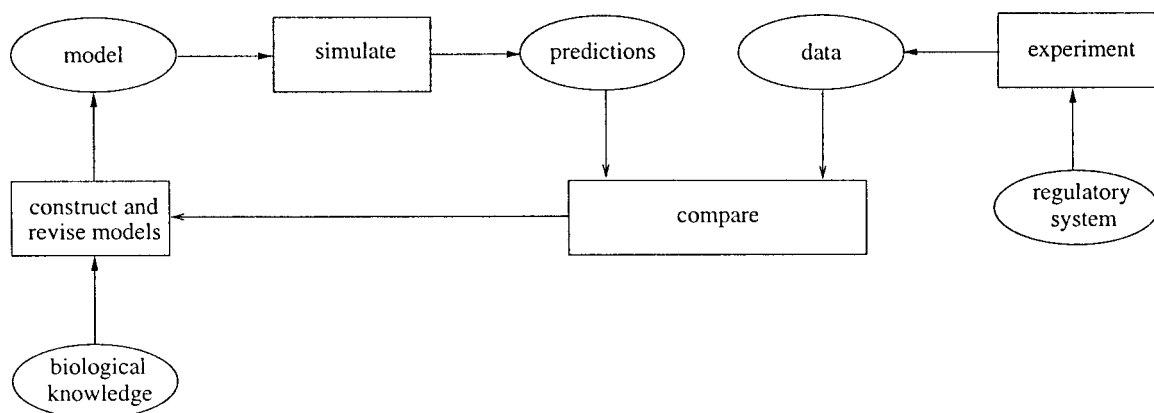 model
simulate
predictions
data
experiment
construct and
revise models
compare
regulatory
system
biological
knowledge